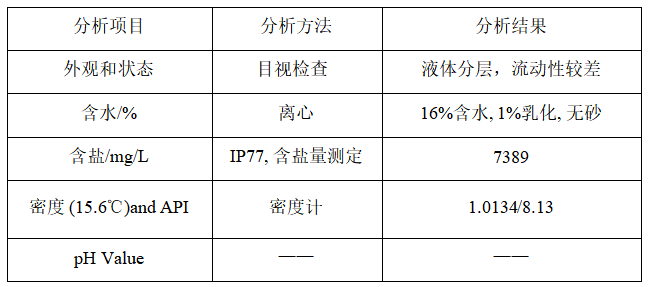 分析项目 分析方法 分析结果
外观和状态 目视检查 液体分层，流动性较差
含水/% 离心 16%含水, 1%乳化, 无砂
含盐/mg/L IP77, 含盐量测定 7389
密度 (15.6℃)and API 密度计 1.0134/8.13
pH Value —— ——